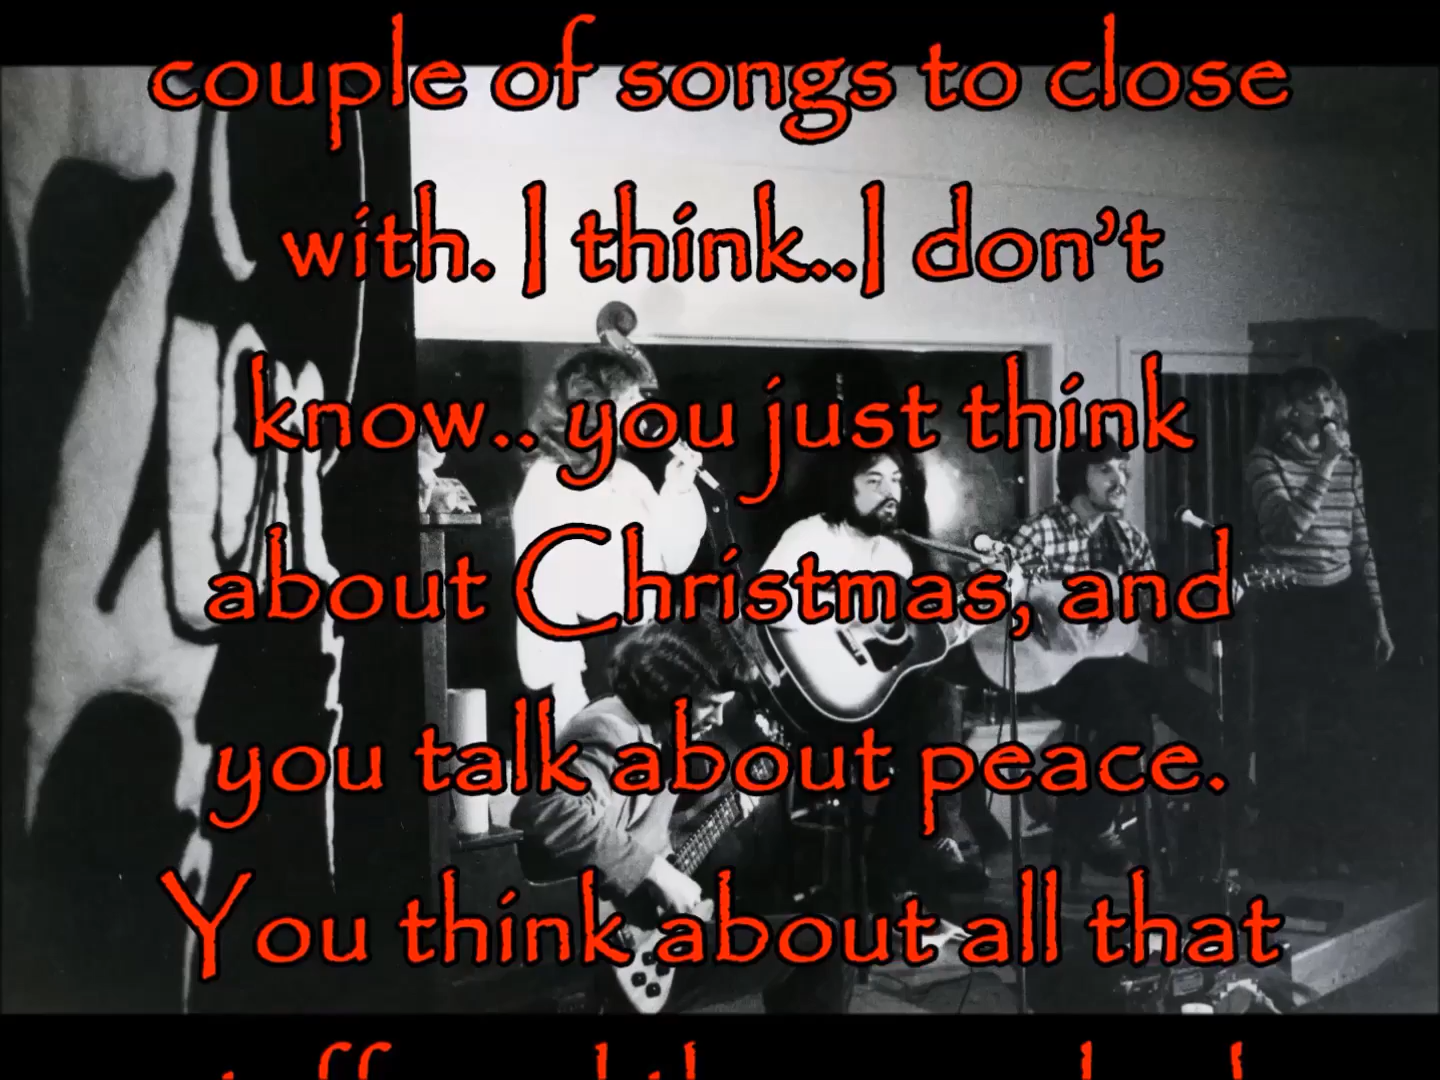 couple of songs to close
with. I think..I don't
know.. you just think
about Christmas, and
you talk about peace.
You think about all that